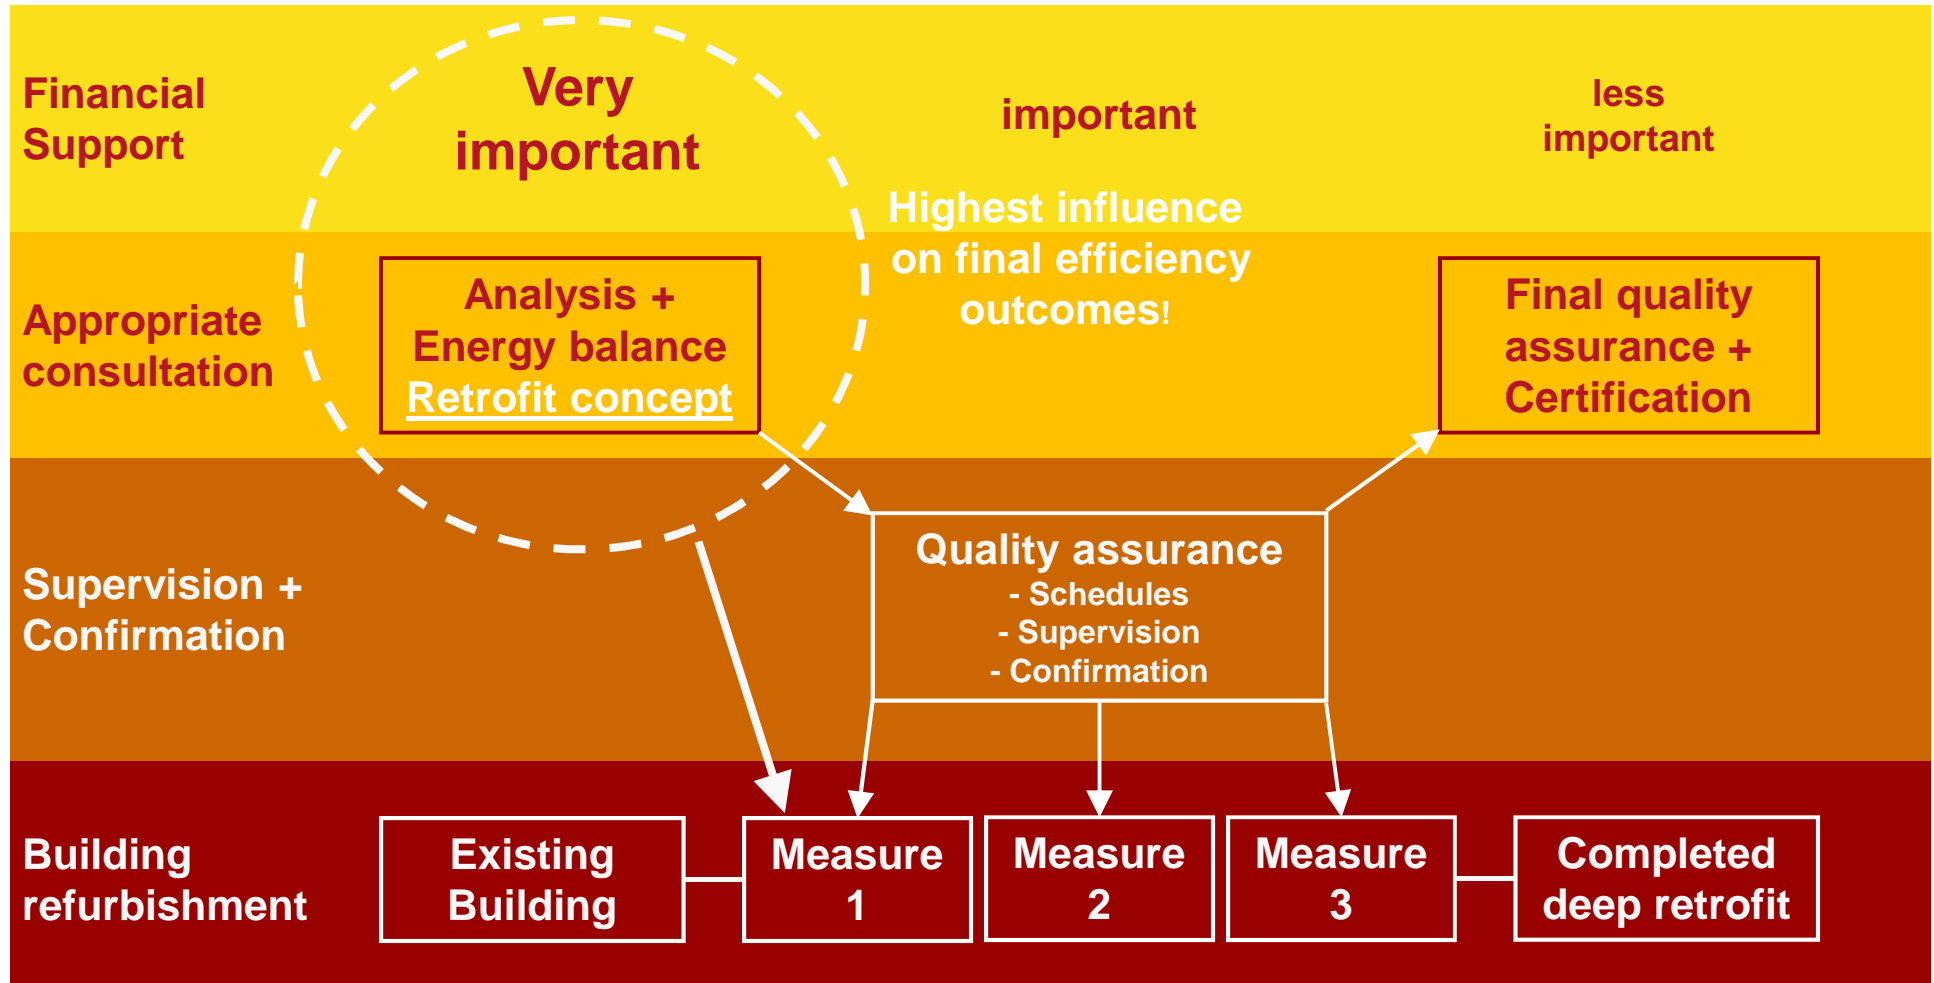 Financial
Support
Very
important
important
less
important
Highest influence
on final efficiency
outcomes!
Appropriate
consultation
Analysis +
Energy balance
Retrofit concept
Final quality
assurance +
Certification
Supervision +
Confirmation
Quality assurance
- Schedules
- Supervision
- Confirmation
Building
refurbishment
Existing
Building
Measure
1
Measure
2
Measure
3
Completed
deep retrofit